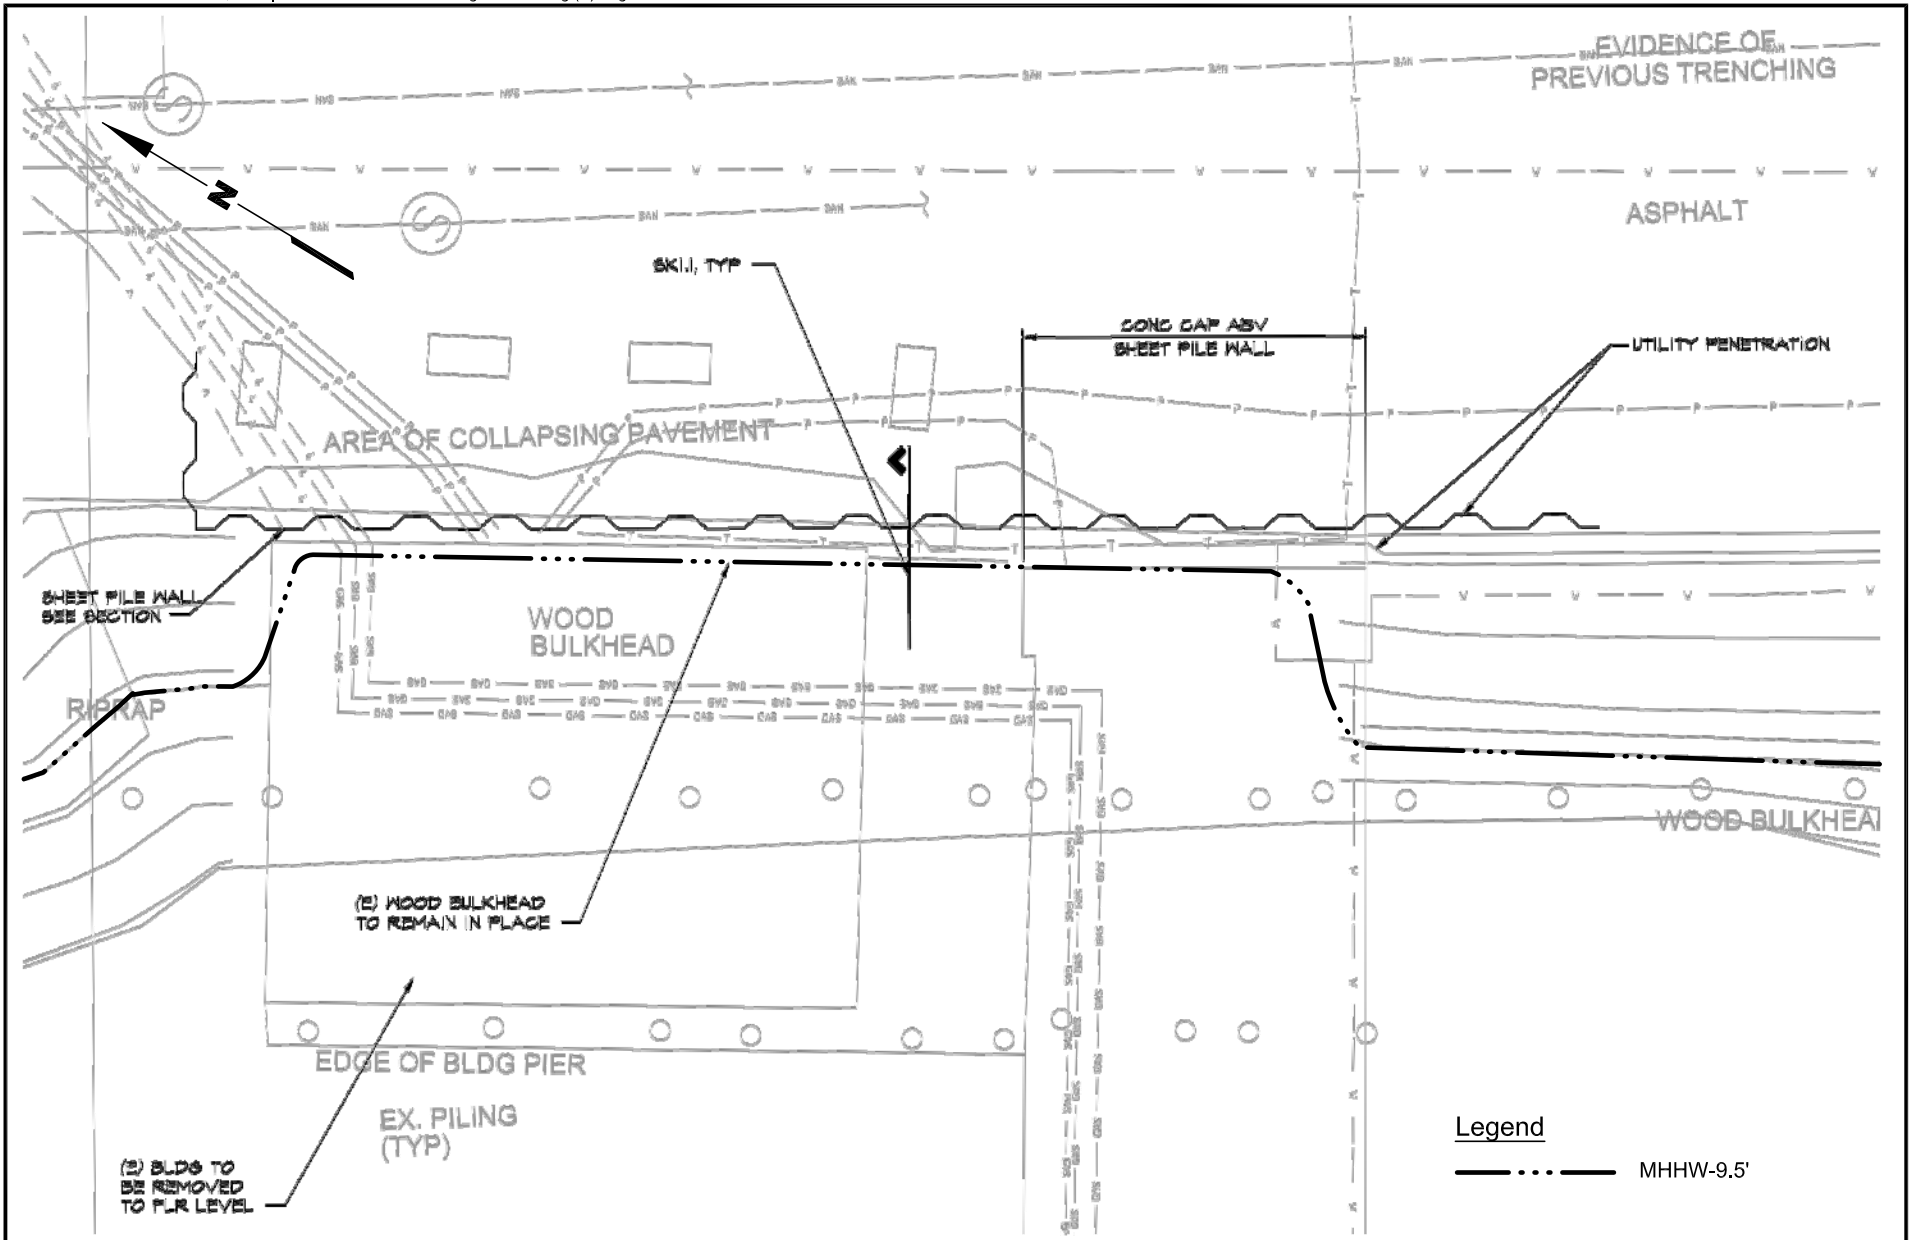 EVIDENCE OF
PREVIOUS TRENCHING
ASPHALT
N
SK1.1, TYP
CONC CAP ABV
SHEET PILE WALL
UTILITY PENETRATION
AREA OF COLLAPSING PAVEMENT
SHEET PILE WALL
SEE SECTION
WOOD
BULKHEAD
RIPRAP
WOOD BULKHEA
(E) WOOD BULKHEAD
TO REMAIN IN PLACE
EDGE OF BLDG PIER
EX. PILING
(TYP)
(E) BLDG TO
BE REMOVED
TO FLR LEVEL
Legend
MHHW-9.5'